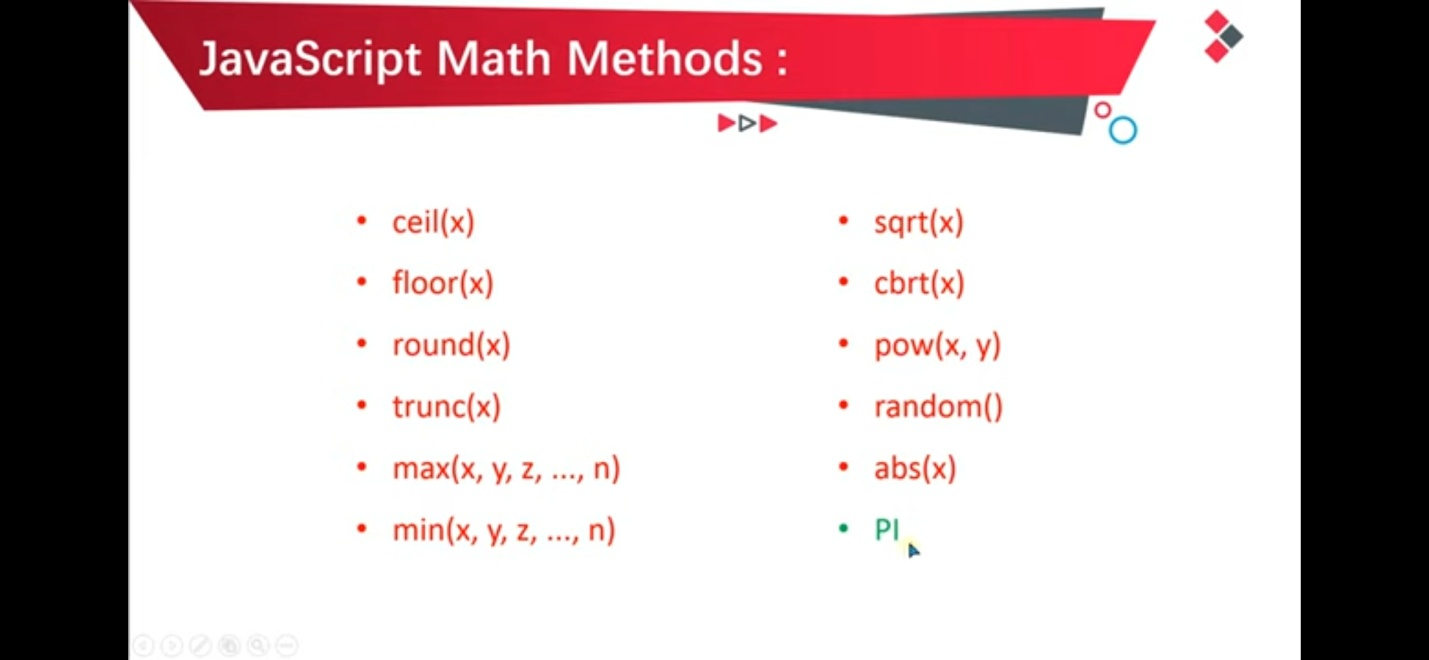 JavaScript Math Methods :
• ceil(x)
• floor(x)
• round(x)
• trunc(x)
• max(x, y, z, ..., n)
• min(x, y, z, ..., n)
• sqrt(x)
• cbrt(x)
• pow(x, y)
• random()
• abs(x)
• PI